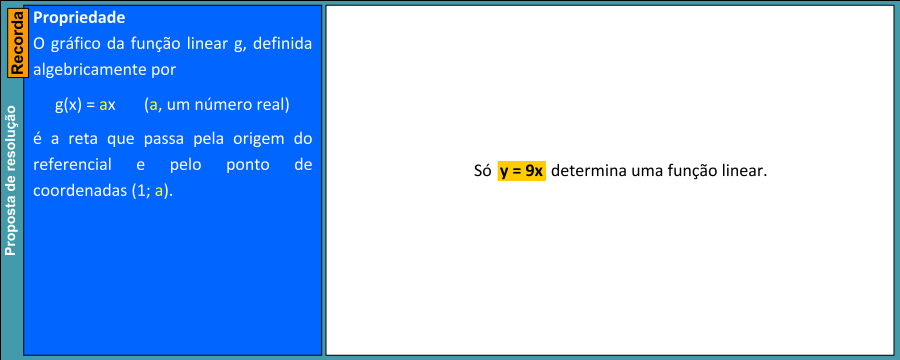 Recorda
Proposta de resolução
Propriedade
O gráfico da função linear g, definida
algebricamente por
g(x) = ax (a, um número real)
é a reta que passa pela origem do
referencial e pelo ponto de
coordenadas (1; a).
Só y = 9x determina uma função linear.